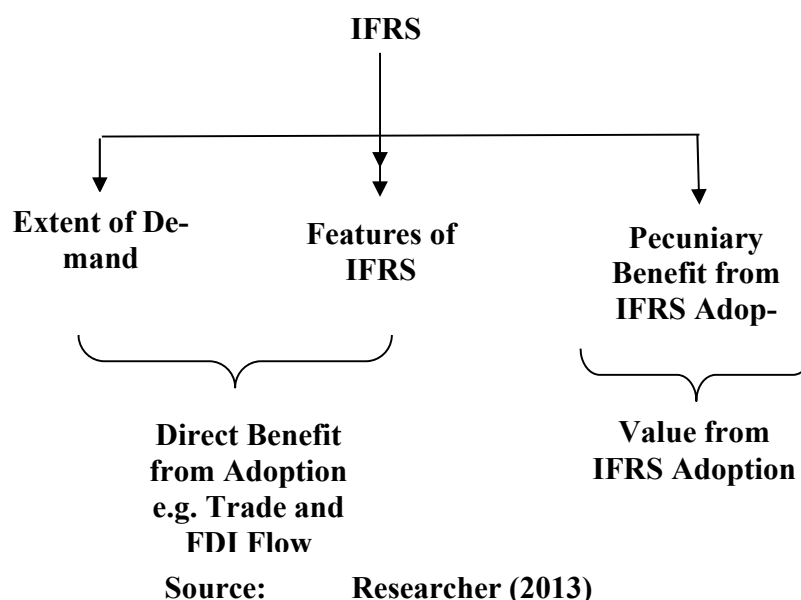 IFRS
Extent of De-
mand
Features of
IFRS
Pecuniary
Benefit from
IFRS Adop-
Direct Benefit
from Adoption
e.g. Trade and
FDI Flow
Value from
IFRS Adoption
Source: Researcher (2013)